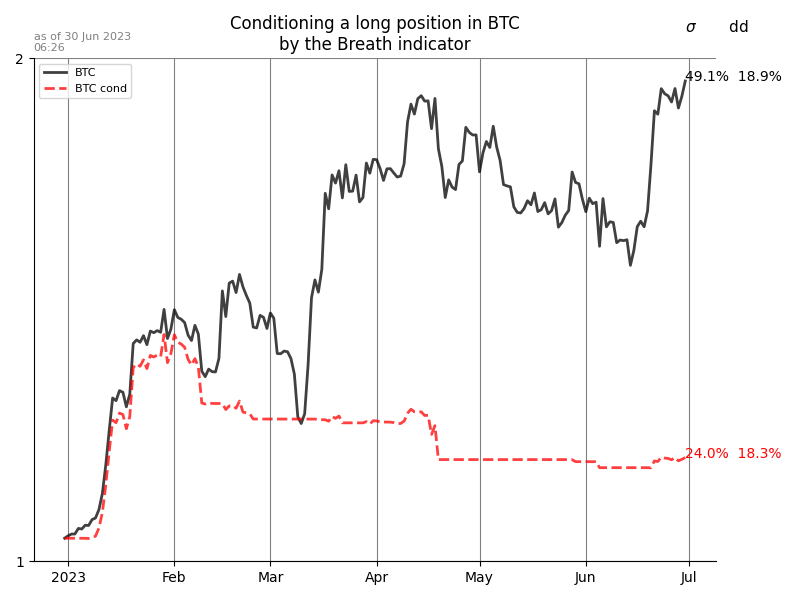 Conditioning a long position in BTC
by the Breath indicator
σ dd
as of 30 Jun 2023
06:26
2
BTC
BTC cond
49.1% 18.9%
24.0% 18.3%
1
2023 Feb Mar Apr May Jun Jul